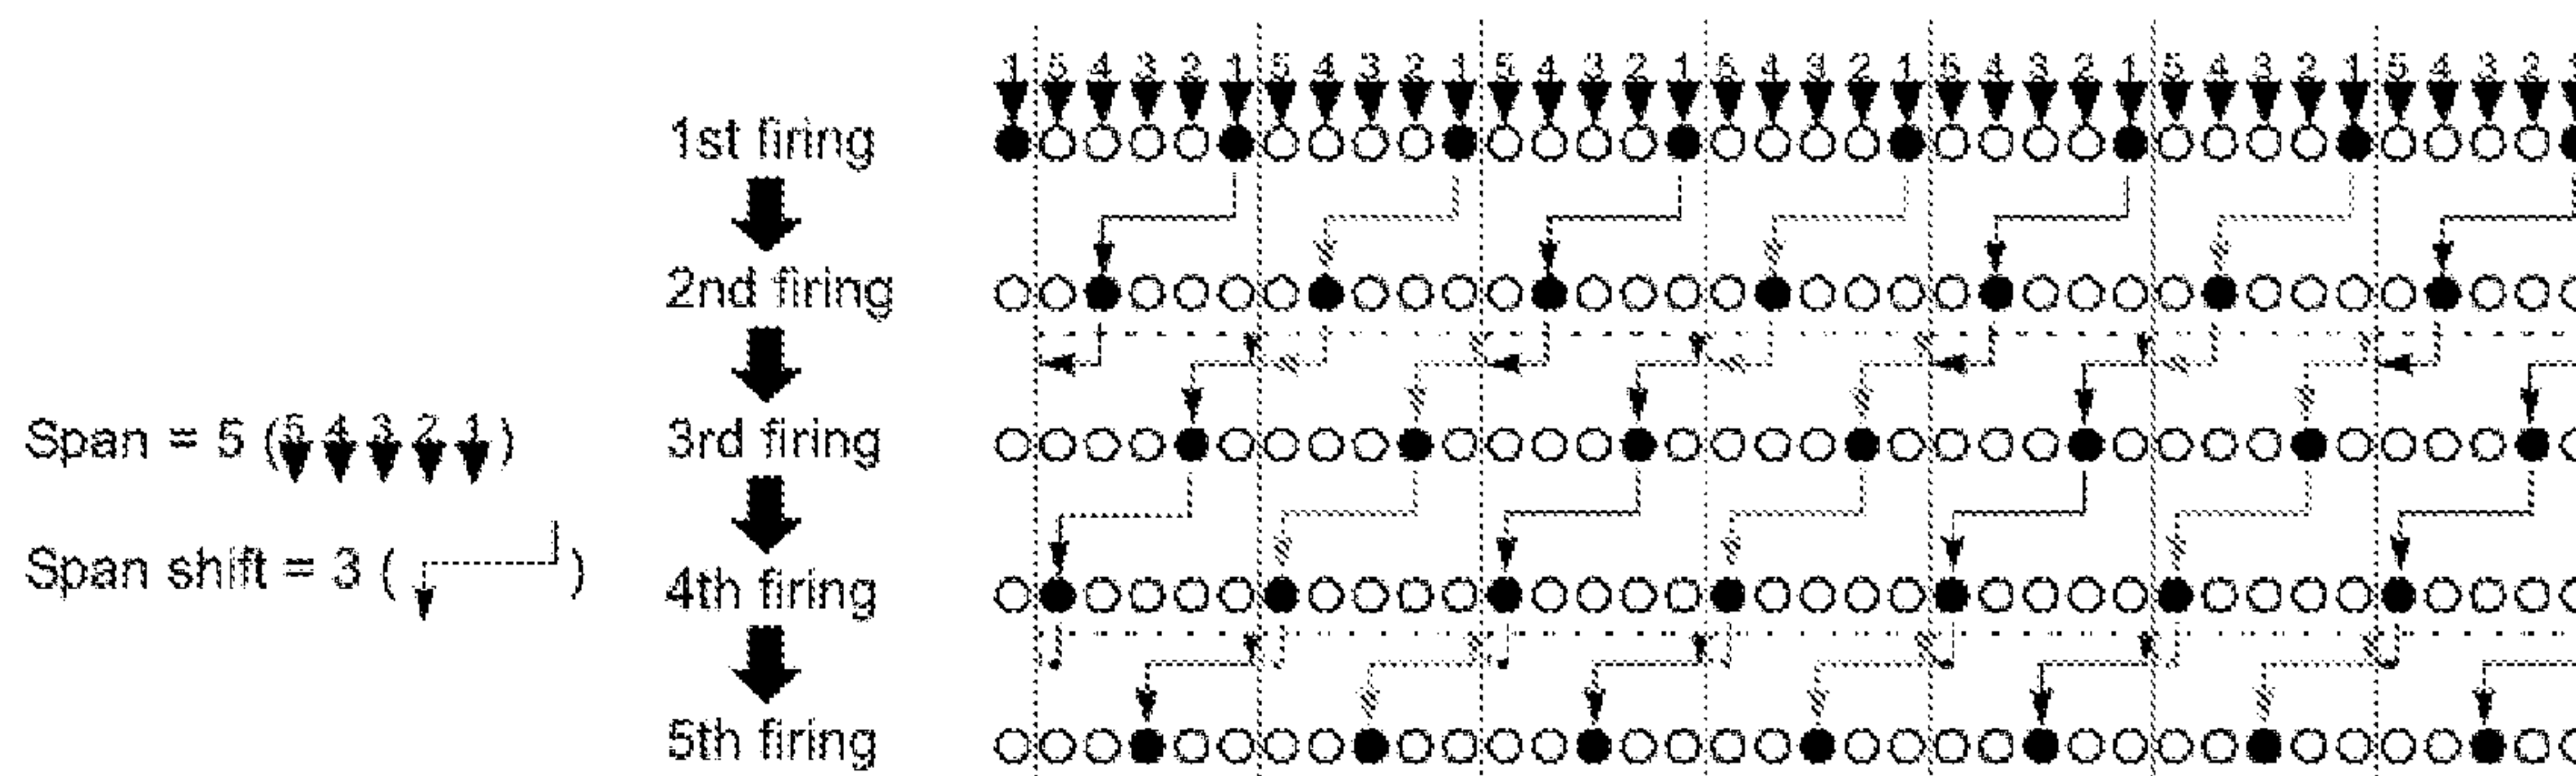 1 5 4 3 2 1 5 4 3 2 1 5 4 3 2 1 5 4 3 2 1 5 4 3 2 1 5 4 3 2 1 5 4 3 2
1st firing
2nd firing
Span = 5 (5 4 3 2 1)
3rd firing
Span shift = 3 ( )
4th firing
5th firing